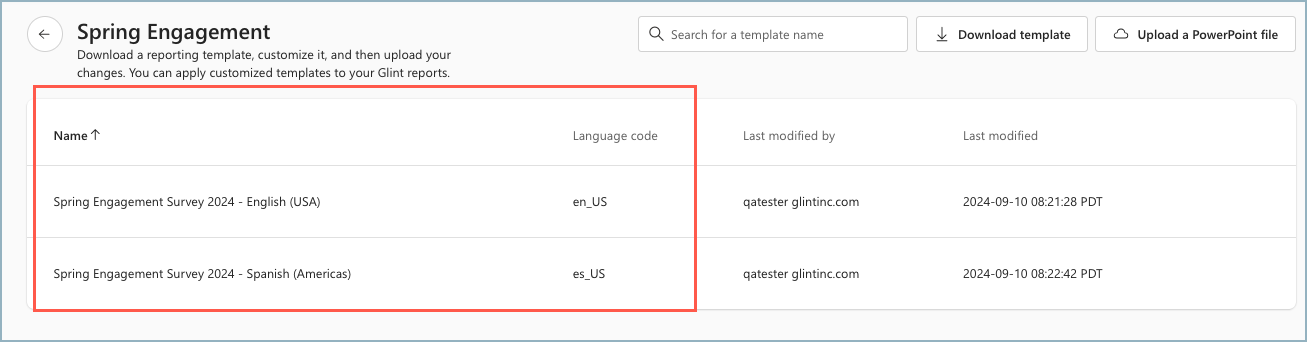 Spring Engagement
Download a reporting template, customize it, and then upload your
changes. You can apply customized templates to your Glint reports.
Search for a template name
Download template
Upload a PowerPoint file
Name↑ Language code Last modified by Last modified
Spring Engagement Survey 2024 - English (USA) en_US qatester glintinc.com 2024-09-10 08:21:28 PDT
Spring Engagement Survey 2024 - Spanish (Americas) es_US qatester glintinc.com 2024-09-10 08:22:42 PDT